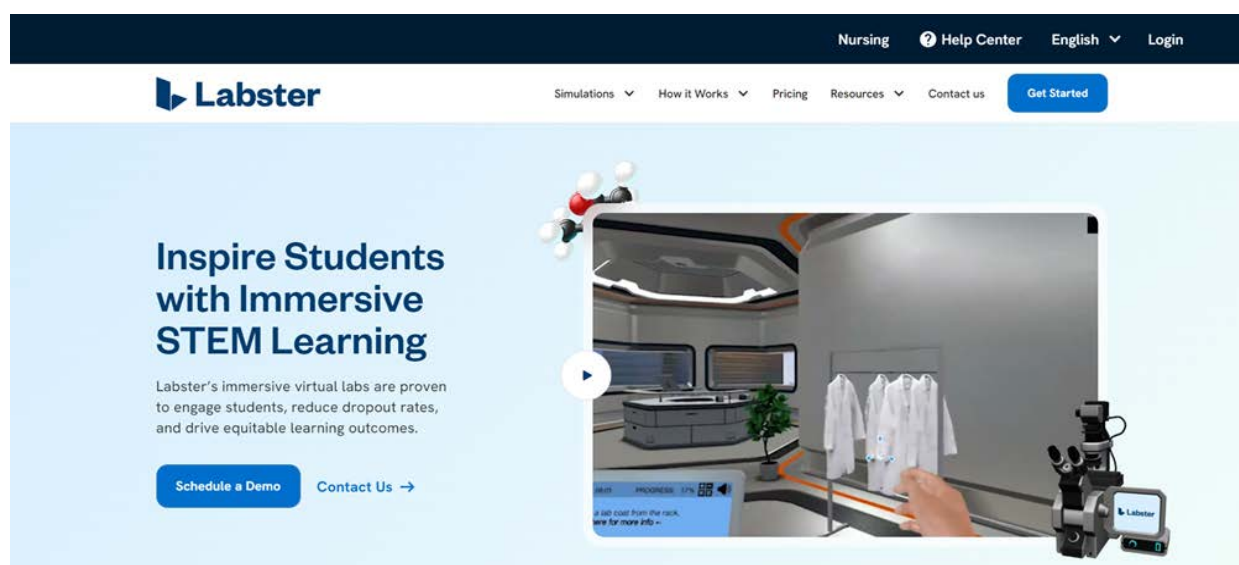 Nursing ? Help Center English Login
Labster
Simulations How it Works Pricing Resources Contact us Get Started
Inspire Students
with Immersive
STEM Learning
Labster's immersive virtual labs are proven
to engage students, reduce dropout rates,
and drive equitable learning outcomes.
Schedule a Demo Contact Us →
PROGRESS 17%
a lab coat from the rack.
here for more info
Labster